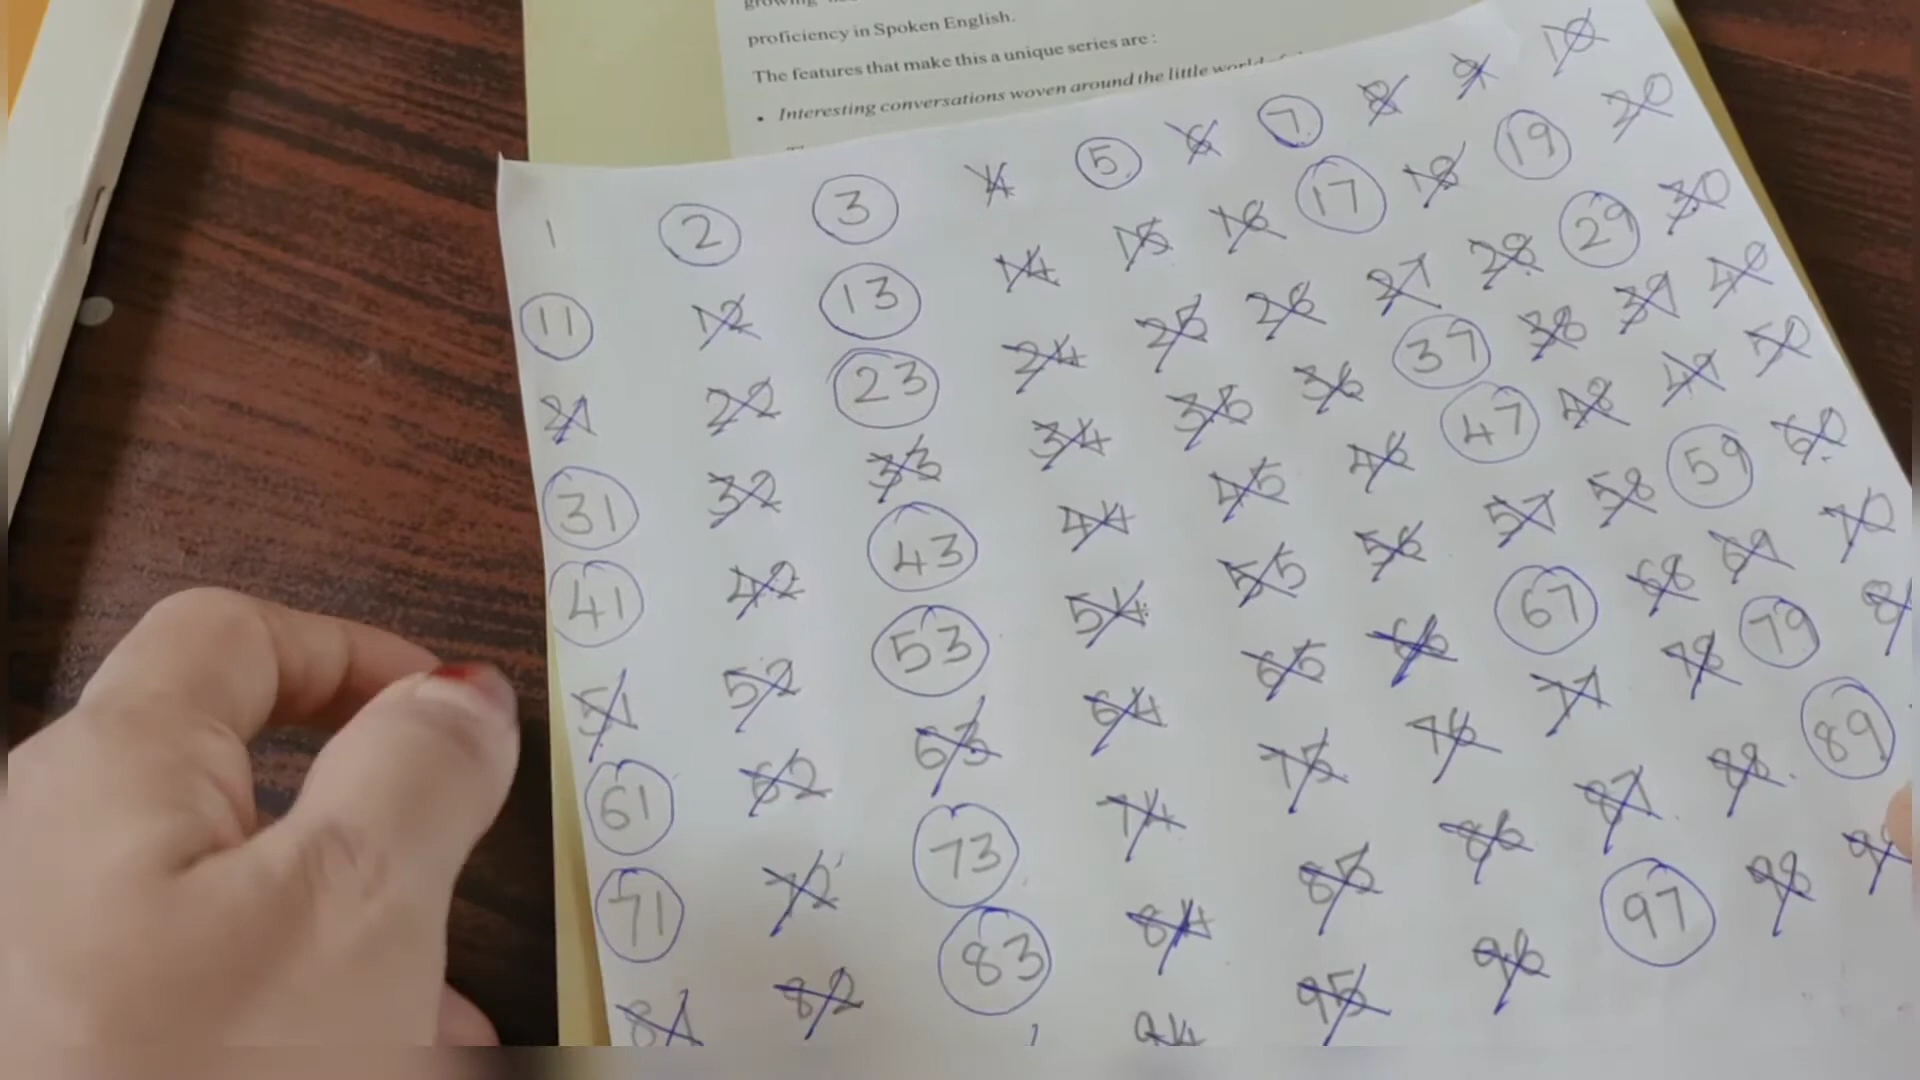 proficiency in Spoken English.
The features that make this a unique series are :
• Interesting conversations woven around the little world
1 2 3 4 5 6 7 8 9 10
11 12 13 14 15 16 17 18 19 20
21 22 23 24 25 26 27 28 29 30
31 32 33 34 35 36 37 38 39 40
41 42 43 44 45 46 47 48 49 50
51 52 53 54 55 56 57 58 59 60
61 62 63 64 65 66 67 68 69 70
71 72 73 74 75 76 77 78 79 8
81 82 83 84 85 86 87 88 89
94 95 96 97 98 9